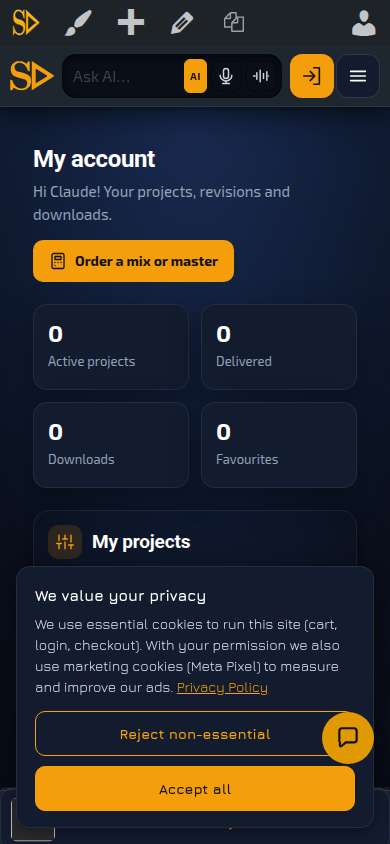 Ask AI...
AI
My account
Hi Claude! Your projects, revisions and
downloads.
Order a mix or master
0
Active projects
0
Delivered
0
Downloads
0
Favourites
My projects
We value your privacy
We use essential cookies to run this site (cart,
login, checkout). With your permission we also
use marketing cookies (Meta Pixel) to measure
and improve our ads. Privacy Policy
Reject non-essential
Accept all